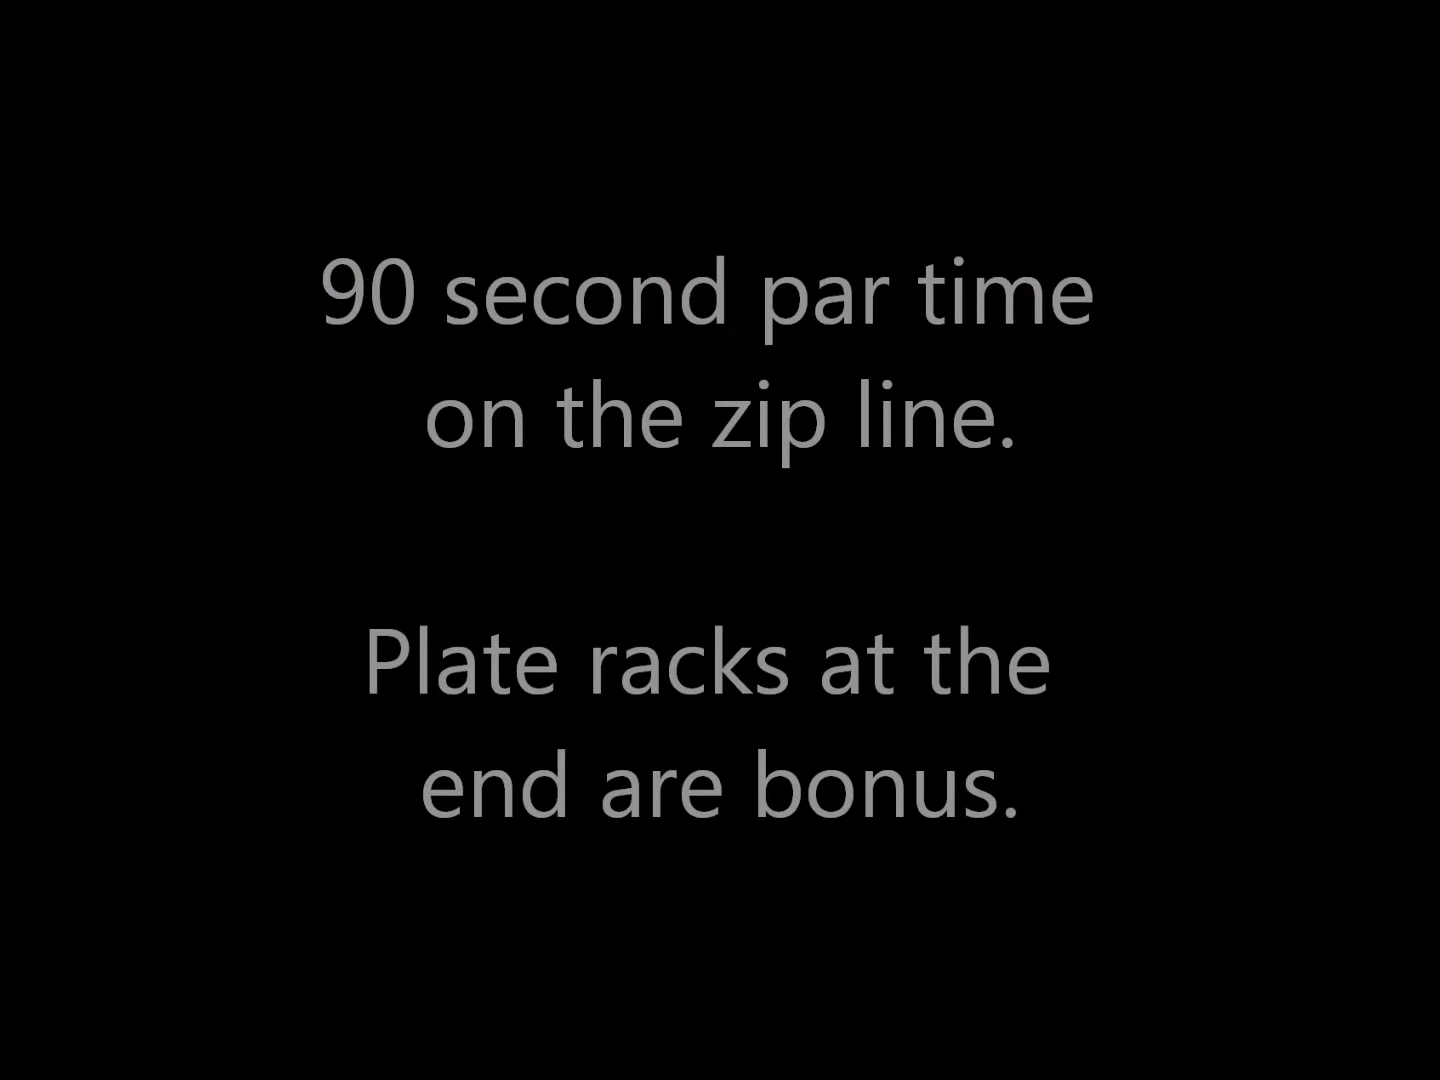 90 second par time
on the zip line.
Plate racks at the
end are bonus.